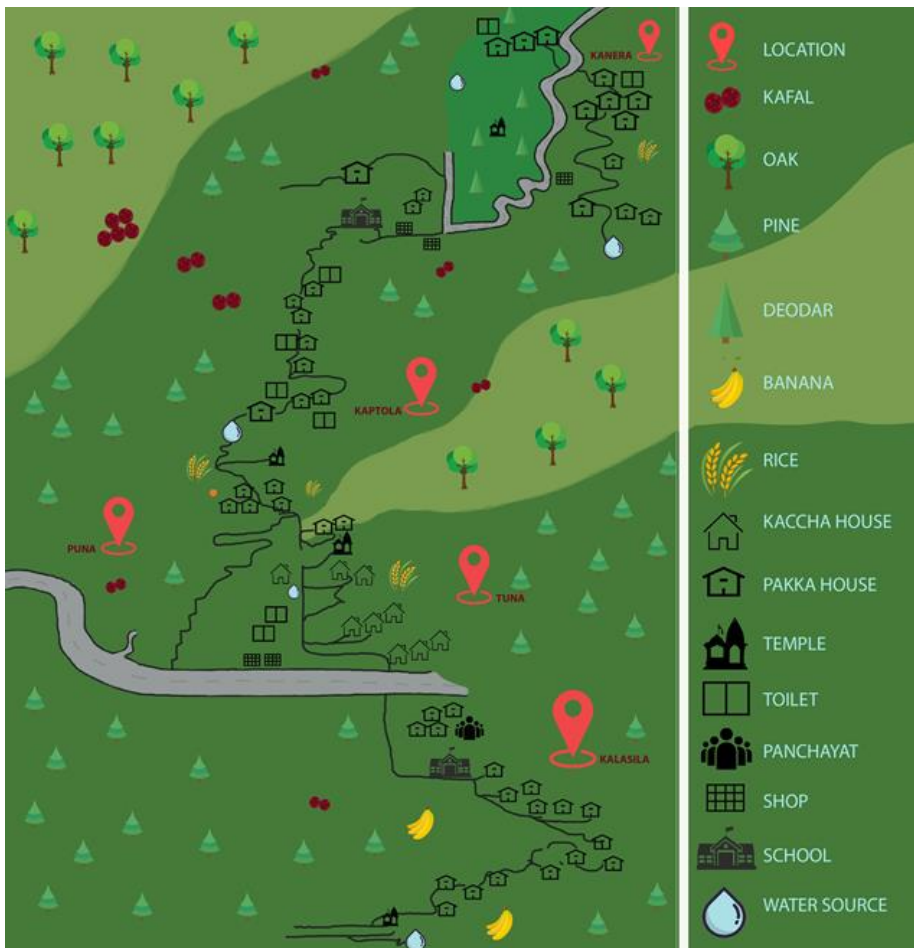 KANERA
KAPTOLA
PUNA
TUNA
KALASILA
LOCATION
KAFAL
OAK
PINE
DEODAR
BANANA
RICE
KACCHA HOUSE
PAKKA HOUSE
TEMPLE
TOILET
PANCHAYAT
SHOP
SCHOOL
WATER SOURCE